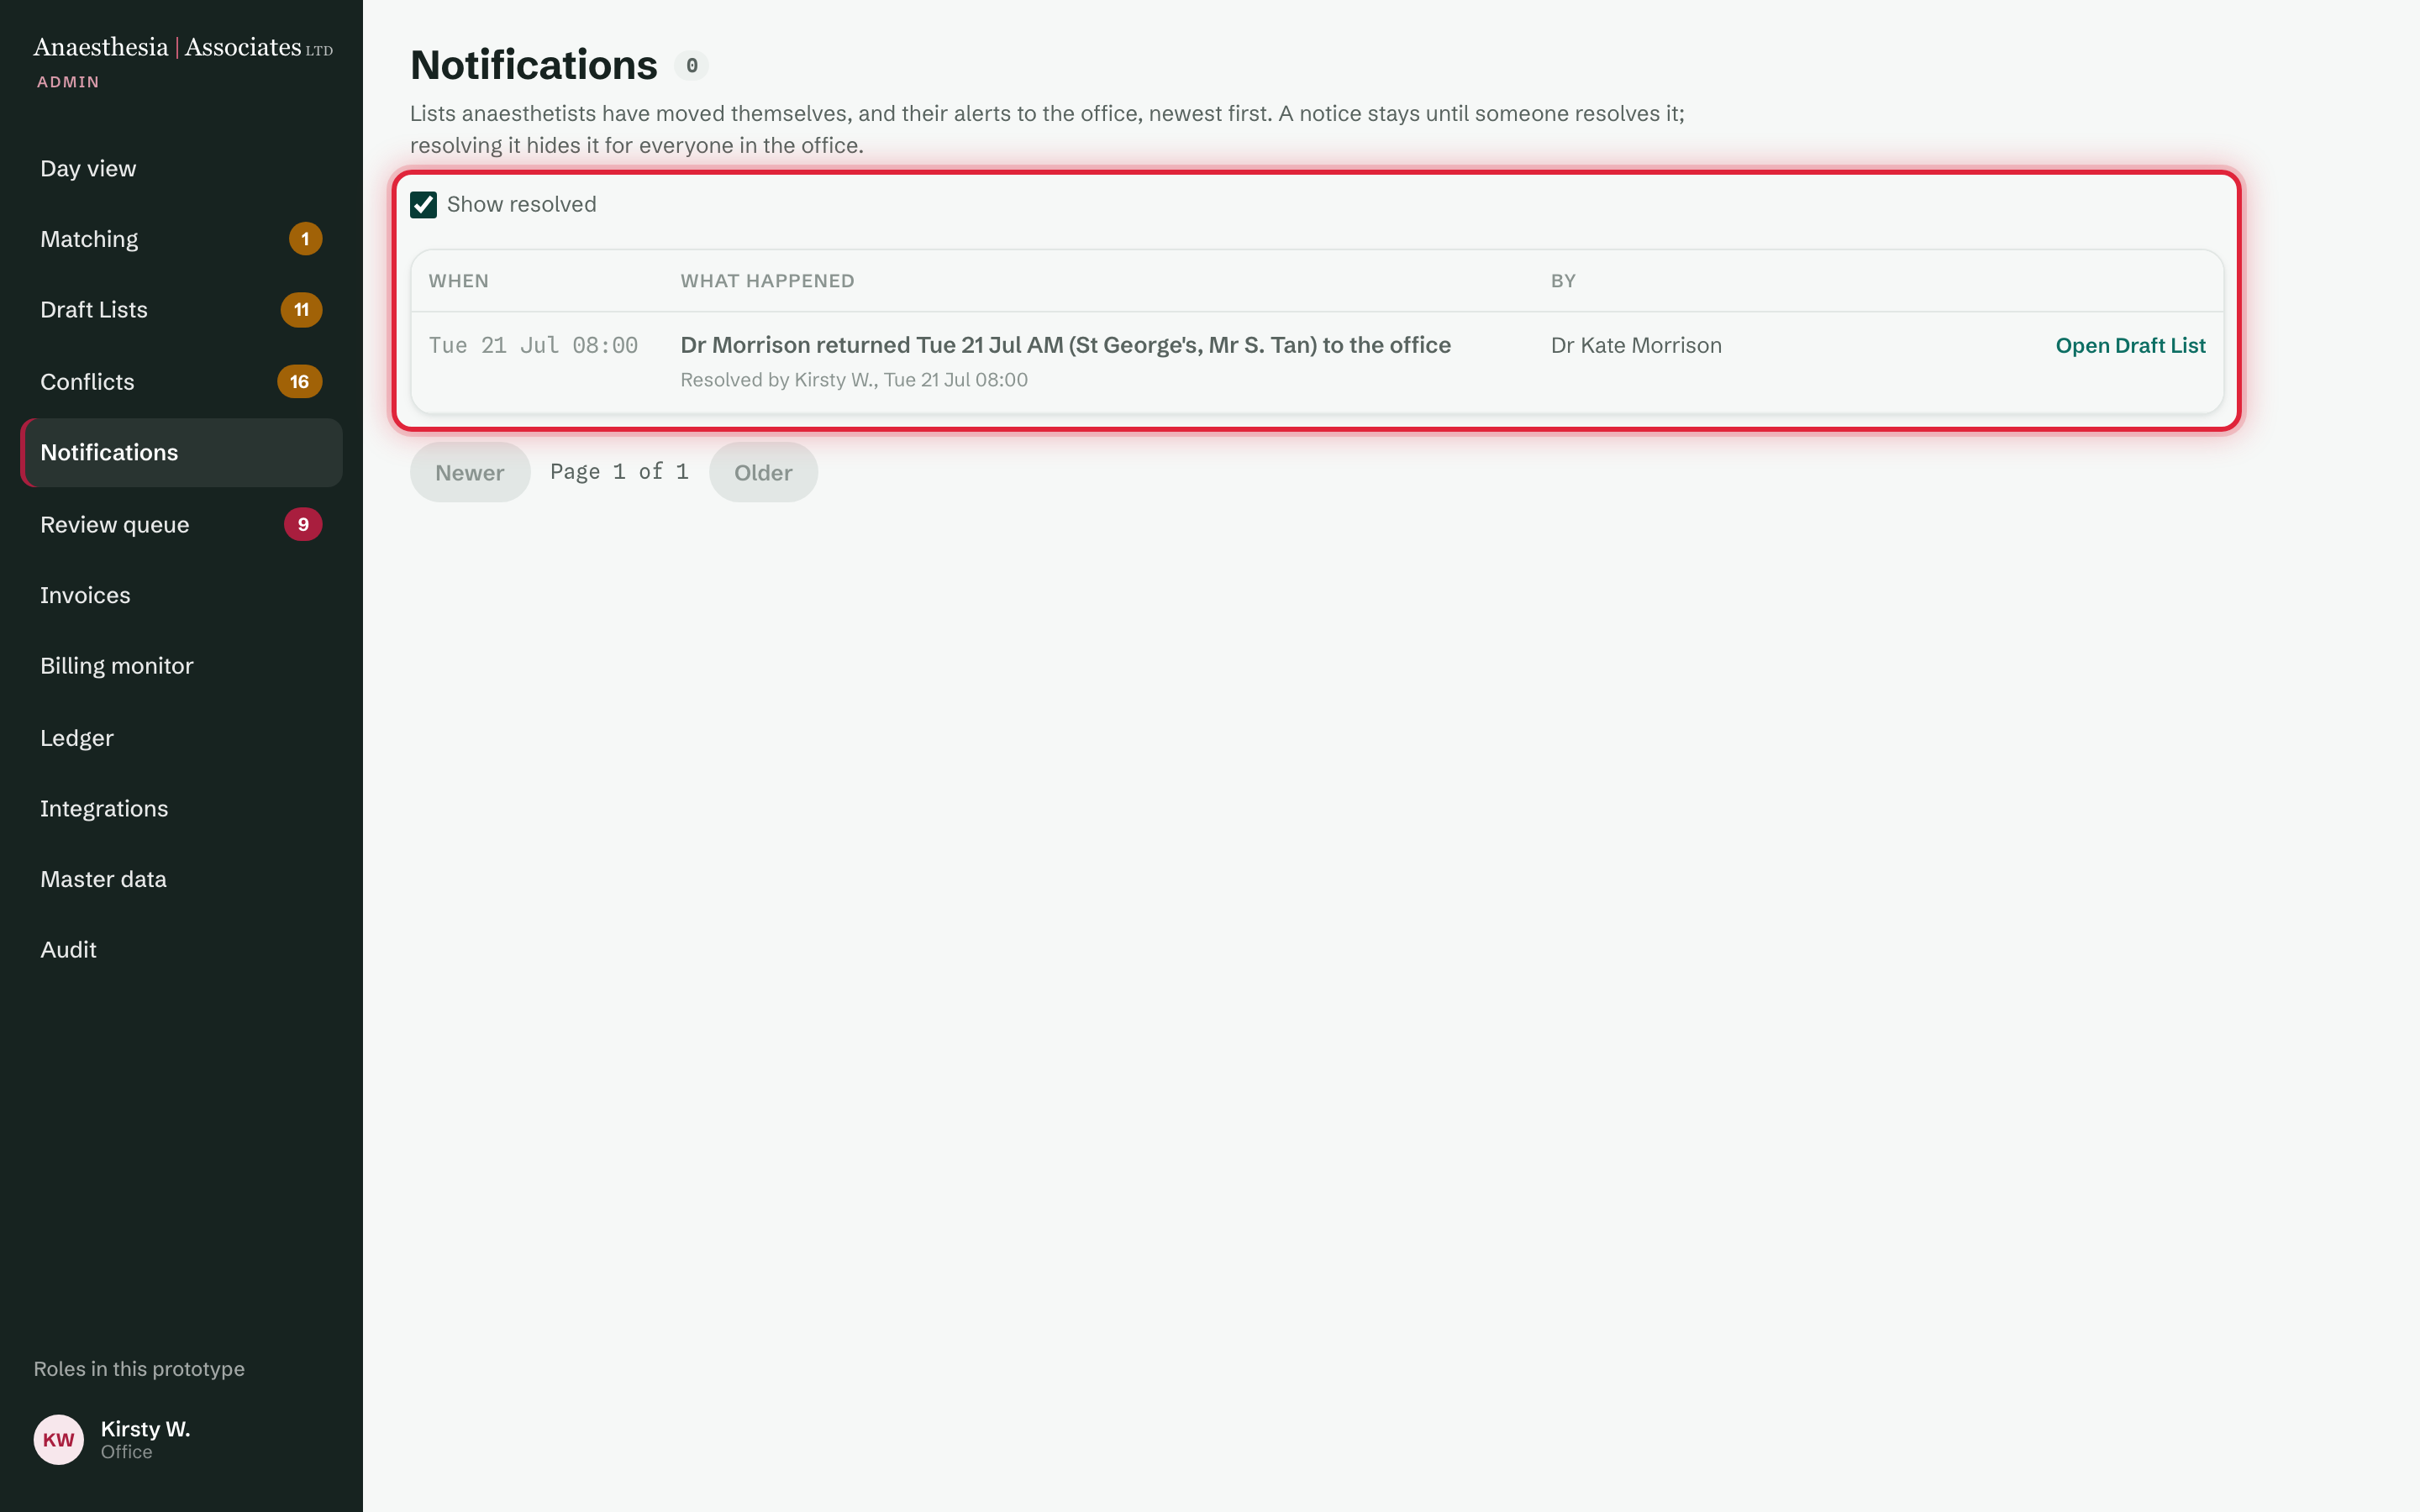 Anaesthesia | Associates LTD
ADMIN
Day view
Matching 1
Draft Lists 11
Conflicts 16
Notifications
Review queue 9
Invoices
Billing monitor
Ledger
Integrations
Master data
Audit
Roles in this prototype
KW
Kirsty W.
Office
Notifications 0
Lists anaesthetists have moved themselves, and their alerts to the office, newest first. A notice stays until someone resolves it;
resolving it hides it for everyone in the office.
Show resolved
WHEN WHAT HAPPENED BY
Tue 21 Jul 08:00 Dr Morrison returned Tue 21 Jul AM (St George's, Mr S. Tan) to the office Dr Kate Morrison Open Draft List
Resolved by Kirsty W., Tue 21 Jul 08:00
Newer Page 1 of 1 Older